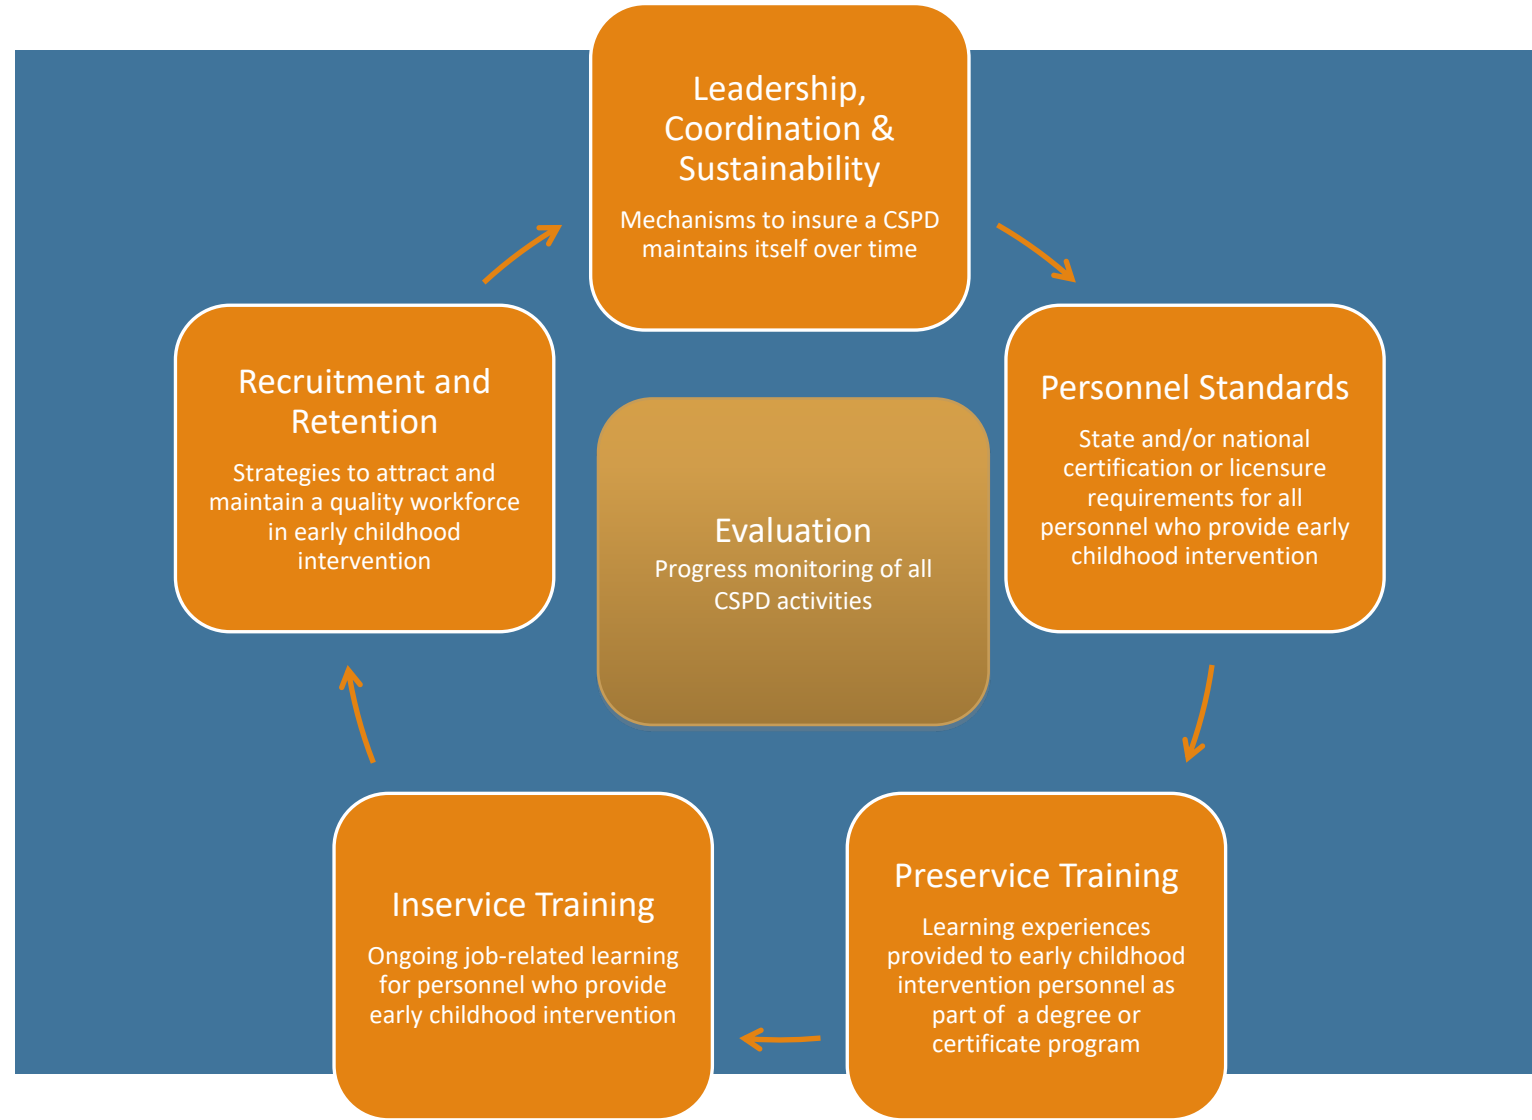 Leadership,
Coordination &
Sustainability
Mechanisms to insure a CSPD
maintains itself over time
Personnel Standards
State and/or national
certification or licensure
requirements for all
personnel who provide early
childhood intervention
Preservice Training
Learning experiences
provided to early childhood
intervention personnel as
part of  a degree or
certificate program
Inservice Training
Ongoing job-related learning
for personnel who provide
early childhood intervention
Recruitment and
Retention
Strategies to attract and
maintain a quality workforce
in early childhood
intervention
Evaluation
Progress monitoring of all
CSPD activities